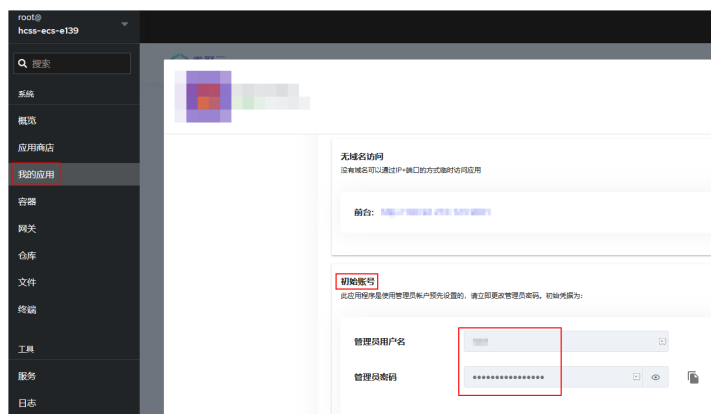 root@
hcss-ecs-e139
搜索
系统
概览
应用商店
我的应用
容器
网关
仓库
文件
终端
工具
服务
日志
无域名访问
没有域名可以通过IP+端口的方式临时访问应用
前台:
初始账号
此应用程序是使用管理员帐户预先设置的，请立即更改管理员密码。初始凭据为:
管理员用户名
管理员密码
••••••••••••••••